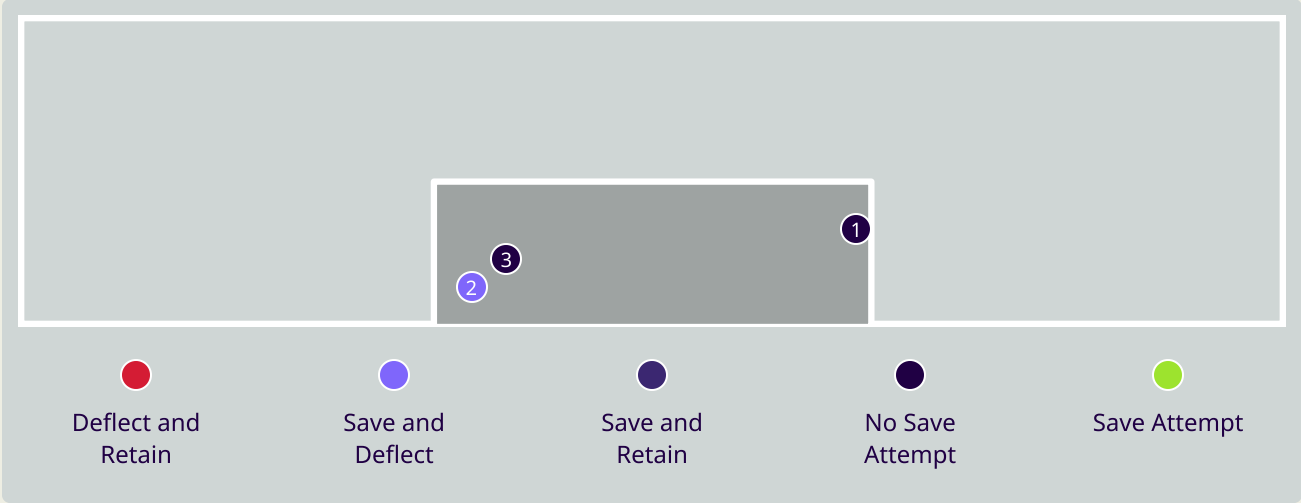 1
3
2
Deflect and
Retain
Save and
Deflect
Save and
Retain
No Save
Attempt
Save Attempt